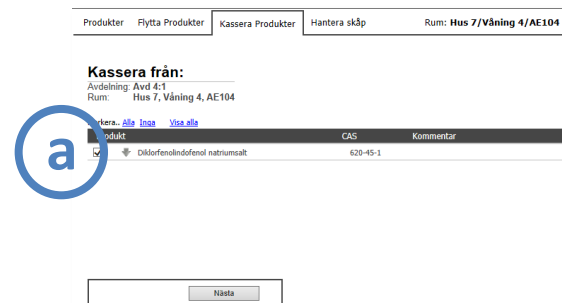 Produkter Flytta Produkter Kassera Produkter Hantera skåp Rum: Hus 7/Våning 4/AE104
Kassera från:
Avdelning: Avd 4:1
Rum: Hus 7, Våning 4, AE104
rkera.. Alla Inga Visa alla
Produkt CAS Kommentar
a
Diklorfenolindofenol natriumsalt 620-45-1
Nästa